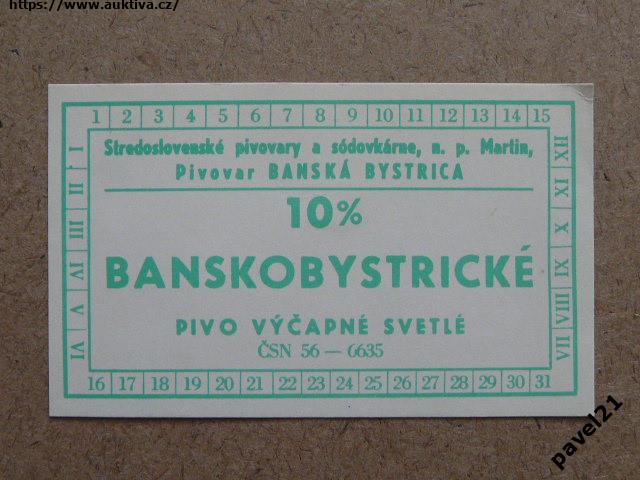 https://www.auktiva.cz/
1 2 3 4 5 6 7 8 9 10 11 12 13 14 15
Stredoslovenské pivovary a sódovkárne, n. p. Martin,
Pivovar BANSKÁ BYSTRICA
10%
BANSKOBYSTRICKÉ
PIVO VÝČAPNÉ SVETLÉ
ČSN 56 — 6635
I II III IV V VI
XII XI X IX VIII VII
16 17 18 19 20 21 22 23 24 25 26 27 28 29 30 31
pavel21